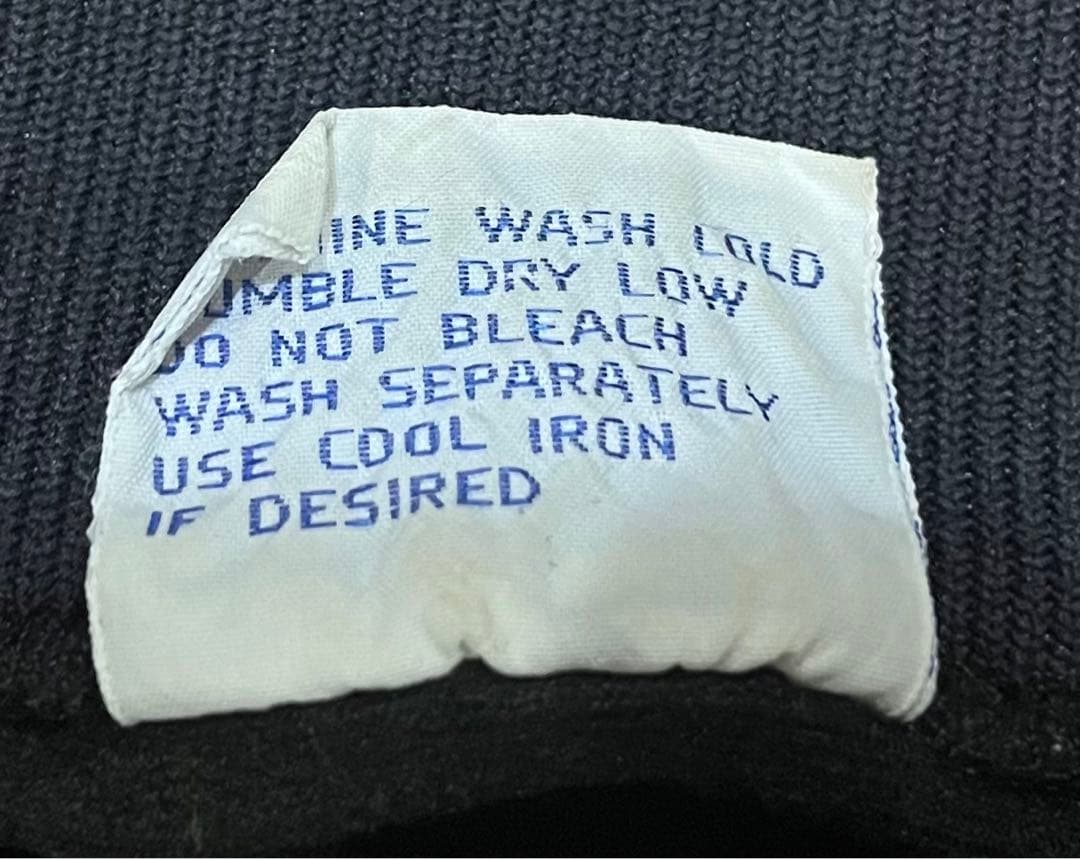 HINE WASH COLD
UMBLE DRY LOW
DO NOT BLEACH
WASH SEPARATELY
USE COOL IRON
IF DESIRED